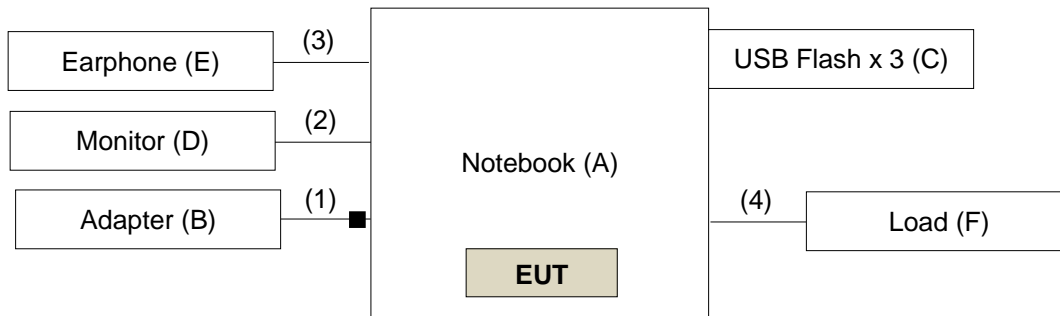 Earphone (E)
(3)
USB Flash x 3 (C)
Monitor (D)
(2)
Notebook (A)
Adapter (B)
(1)
(4)
Load (F)
EUT